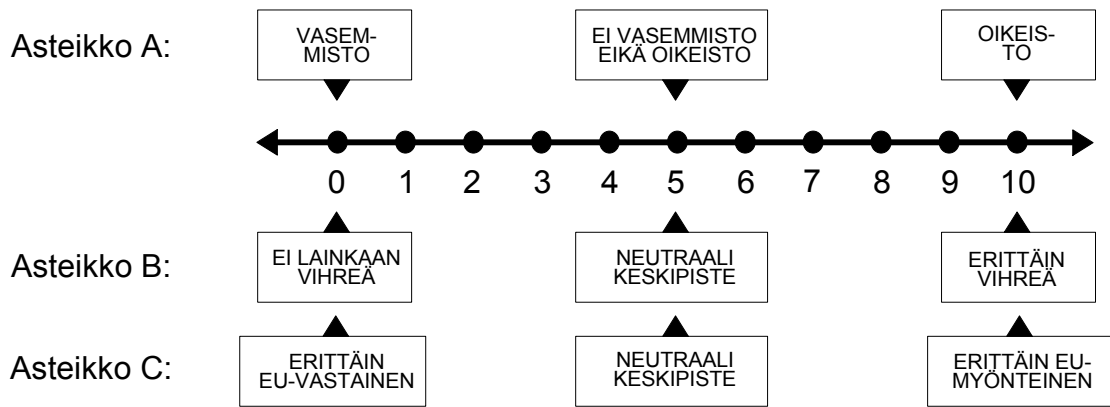 Asteikko A:
VASEM-
MISTO
EI VASEMMISTO
EIKÄ OIKEISTO
OIKEIS-
TO
0 1 2 3 4 5 6 7 8 9 10
Asteikko B:
EI LAINKAAN
VIHREÄ
NEUTRAALI
KESKIPISTE
ERITTÄIN
VIHREÄ
Asteikko C:
ERITTÄIN
EU-VASTAINEN
NEUTRAALI
KESKIPISTE
ERITTÄIN EU-
MYÖNTEINEN